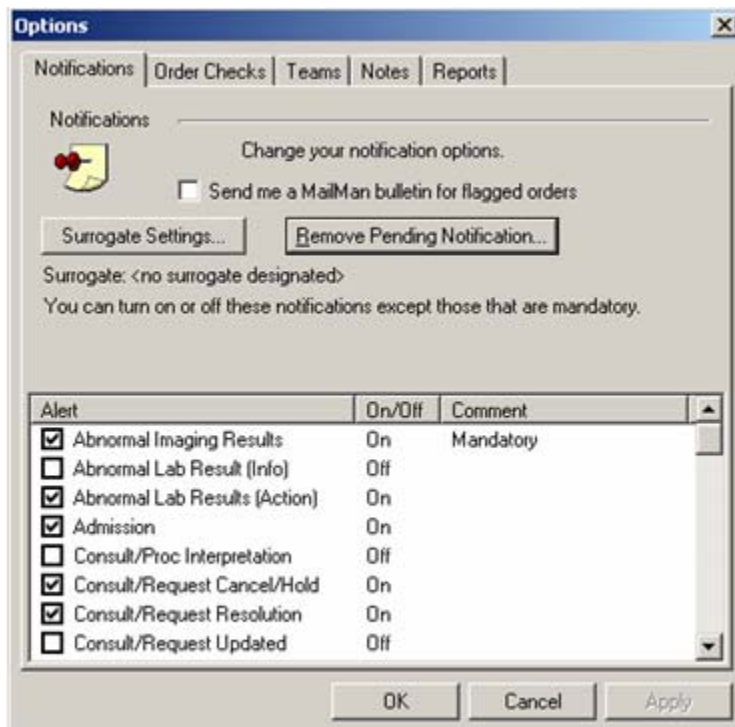 Options
Notifications Order Checks Teams Notes Reports
Notifications
Change your notification options.
Send me a MailMan bulletin for flagged orders
Surrogate Settings... Remove Pending Notification...
Surrogate: <no surrogate designated>
You can turn on or off these notifications except those that are mandatory.
Alert On/Off Comment
Abnormal Imaging Results On Mandatory
Abnormal Lab Result (Info) Off
Abnormal Lab Results (Action) On
Admission On
Consult/Proc Interpretation Off
Consult/Request Cancel/Hold On
Consult/Request Resolution On
Consult/Request Updated Off
OK Cancel Apply